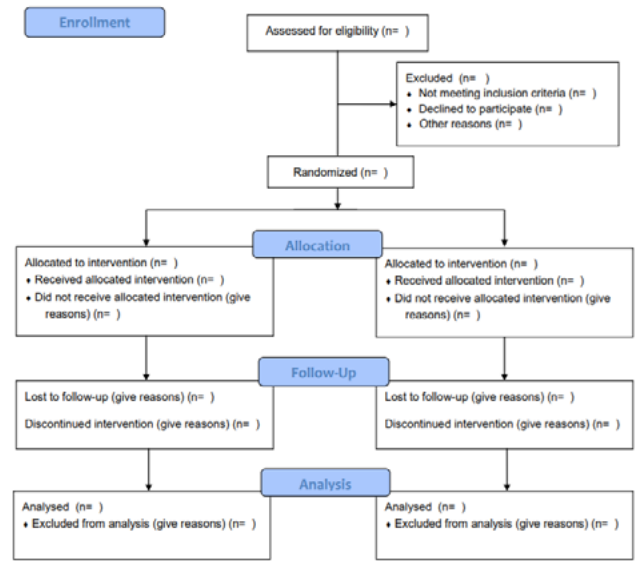 Enrollment
Assessed for eligibility (n= )
Excluded (n= )
♦ Not meeting inclusion criteria (n= )
♦ Declined to participate (n= )
♦ Other reasons (n= )
Randomized (n= )
Allocation
Allocated to intervention (n= )
♦ Received allocated intervention (n= )
♦ Did not receive allocated intervention (give
reasons) (n= )
Allocated to intervention (n= )
♦ Received allocated intervention (n= )
♦ Did not receive allocated intervention (give
reasons) (n= )
Follow-Up
Lost to follow-up (give reasons) (n= )
Discontinued intervention (give reasons) (n= )
Lost to follow-up (give reasons) (n= )
Discontinued intervention (give reasons) (n= )
Analysis
Analysed (n= )
♦ Excluded from analysis (give reasons) (n= )
Analysed (n= )
♦ Excluded from analysis (give reasons) (n= )